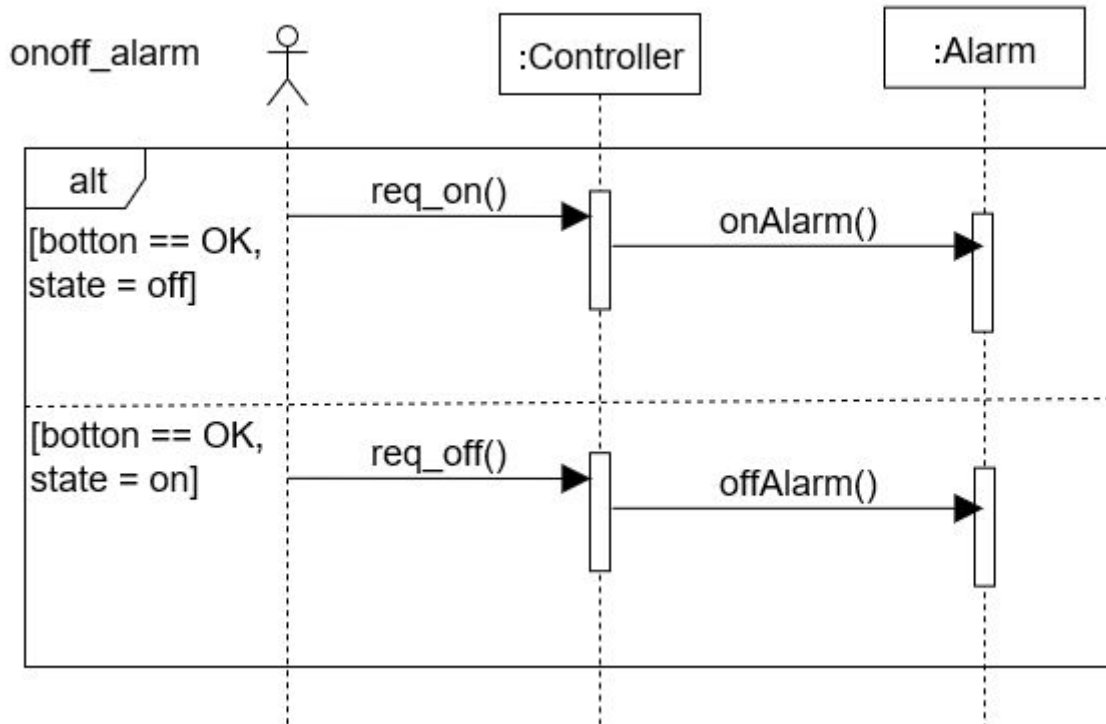 onoff_alarm
:Controller
:Alarm
alt
req_on()
onAlarm()
[botton == OK,
state = off]
[botton == OK,
state = on]
req_off()
offAlarm()